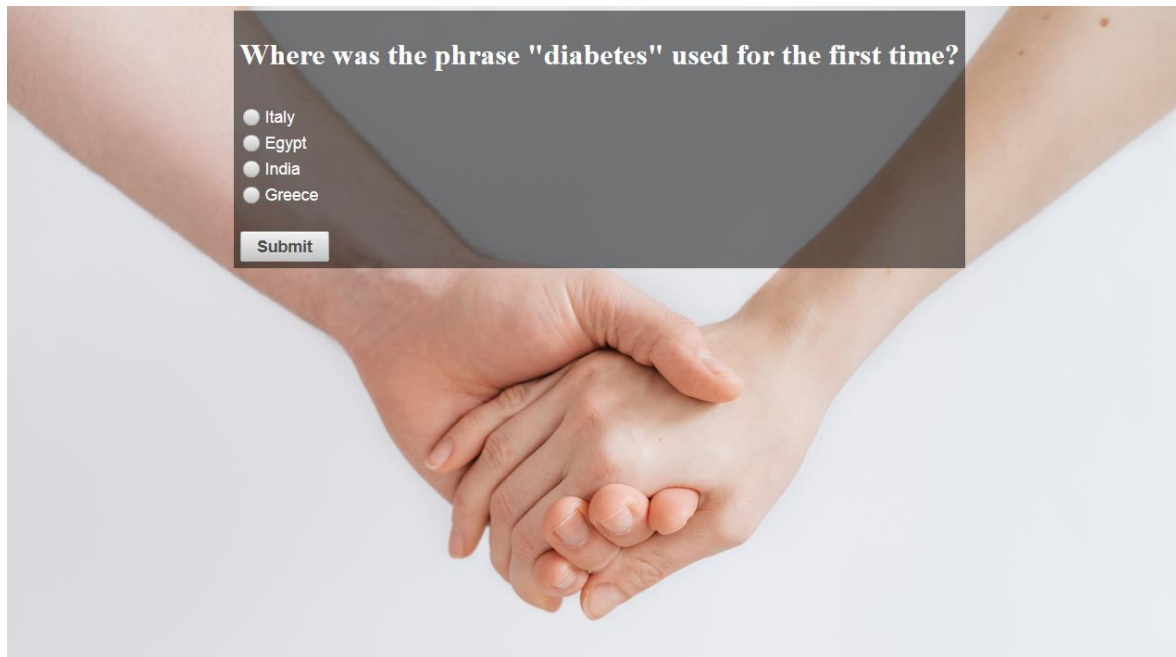 Where was the phrase "diabetes" used for the first time?
Italy
Egypt
India
Greece
Submit